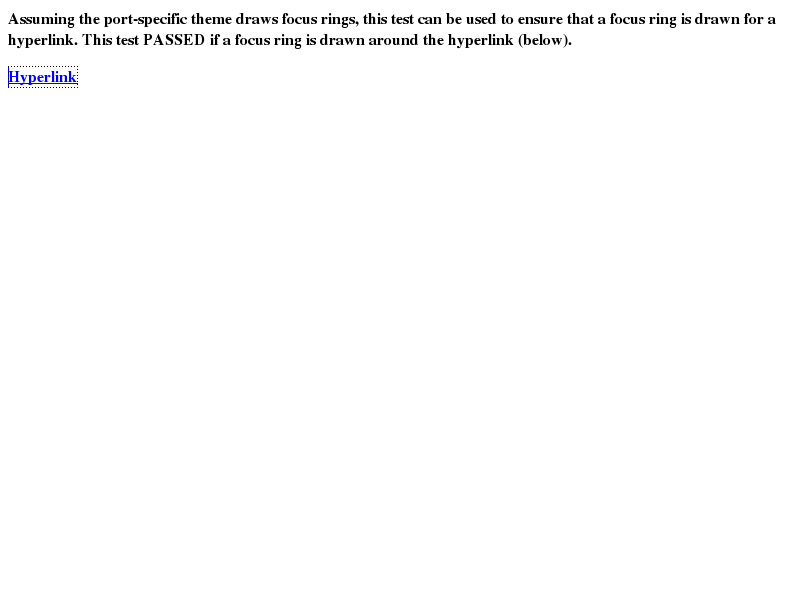 Assuming the port-specific theme draws focus rings, this test can be used to ensure that a focus ring is drawn for a
hyperlink. This test PASSED if a focus ring is drawn around the hyperlink (below).
Hyperlink